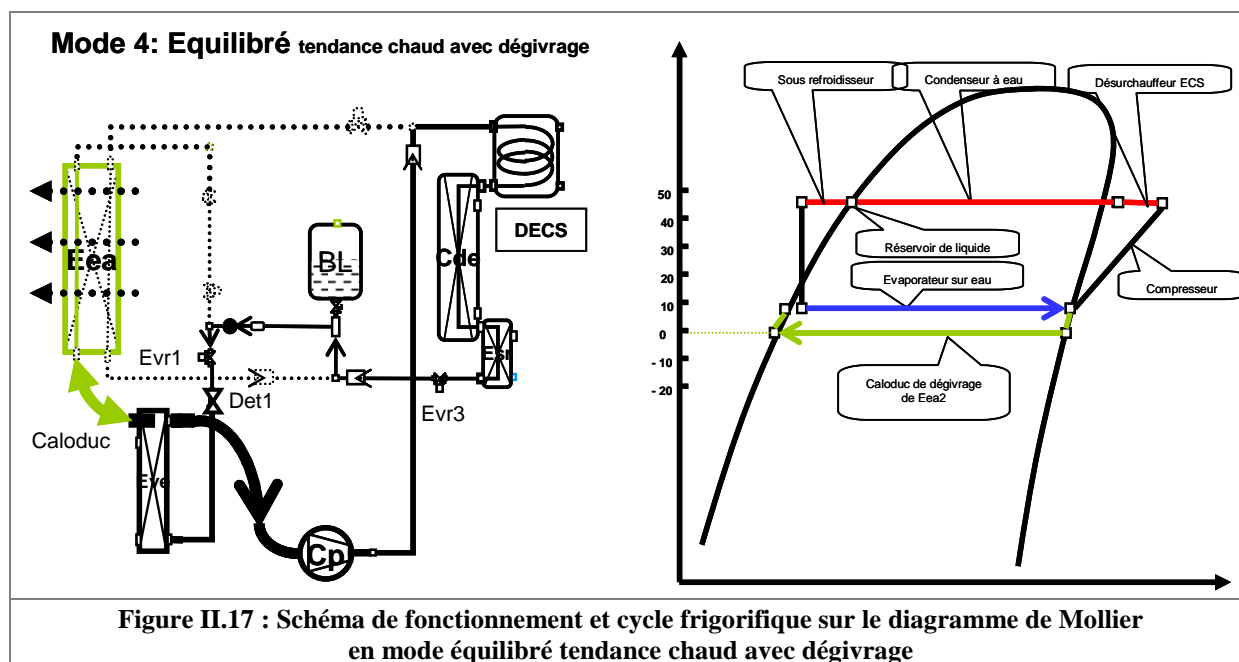 Mode 4: Equilibré tendance chaud avec dégivrage
Eea
BL
Cde
DECS
Esr
Evr1
Det1
Evr3
Caloduc
Eve
Cp
Sous refroidisseur
Condenseur à eau
Désurchauffeur ECS
50
40
30
20
10
0
- 10
- 20
Réservoir de liquide
Evaporateur sur eau
Compresseur
Caloduc de dégivrage
de Eea2
Figure II.17 : Schéma de fonctionnement et cycle frigorifique sur le diagramme de Mollier
en mode équilibré tendance chaud avec dégivrage